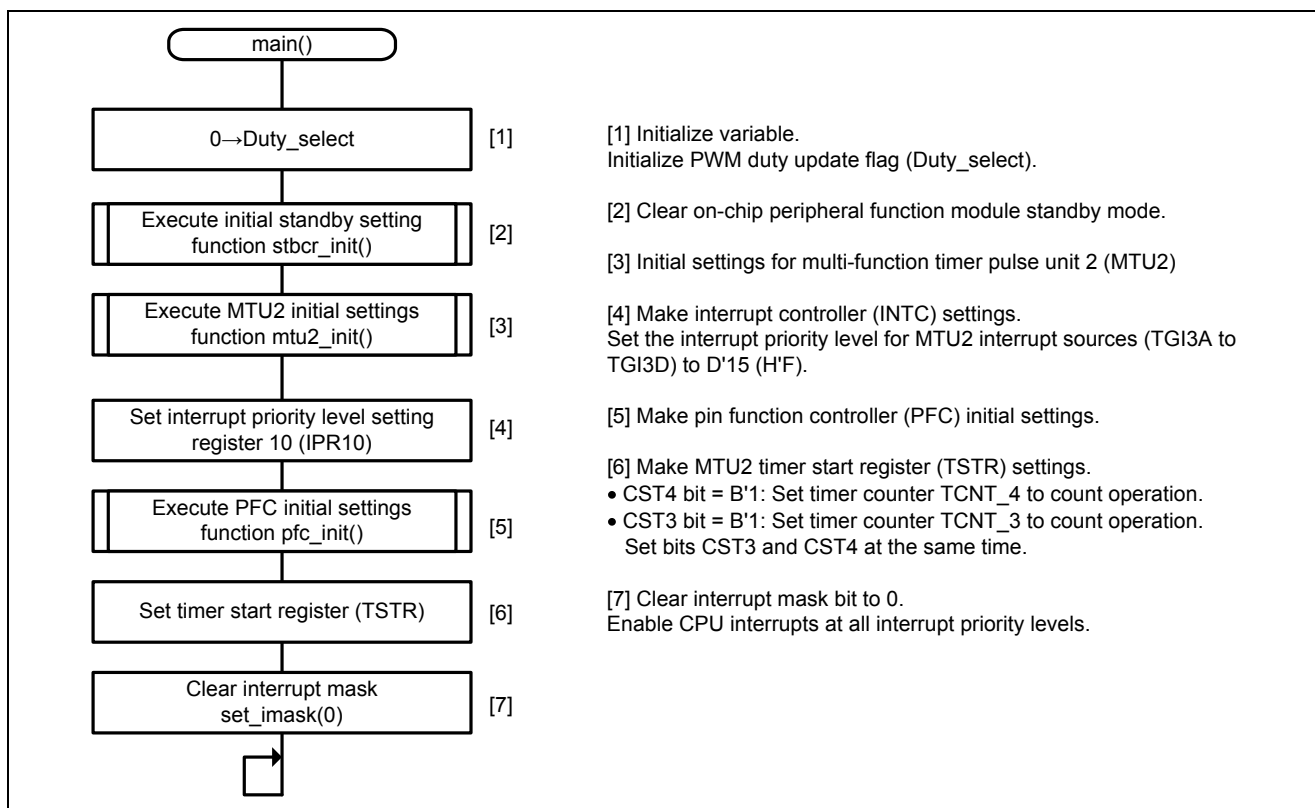 main()
0→Duty_select
[1]
Execute initial standby setting
function stbcr_init()
[2]
Execute MTU2 initial settings
function mtu2_init()
[3]
Set interrupt priority level setting
register 10 (IPR10)
[4]
Execute PFC initial settings
function pfc_init()
[5]
Set timer start register (TSTR)
[6]
Clear interrupt mask
set_imask(0)
[7]
[1] Initialize variable.
Initialize PWM duty update flag (Duty_select).
[2] Clear on-chip peripheral function module standby mode.
[3] Initial settings for multi-function timer pulse unit 2 (MTU2)
[4] Make interrupt controller (INTC) settings.
Set the interrupt priority level for MTU2 interrupt sources (TGI3A to
TGI3D) to D'15 (H'F).
[5] Make pin function controller (PFC) initial settings.
[6] Make MTU2 timer start register (TSTR) settings.
• CST4 bit = B'1: Set timer counter TCNT_4 to count operation.
• CST3 bit = B'1: Set timer counter TCNT_3 to count operation.
Set bits CST3 and CST4 at the same time.
[7] Clear interrupt mask bit to 0.
Enable CPU interrupts at all interrupt priority levels.